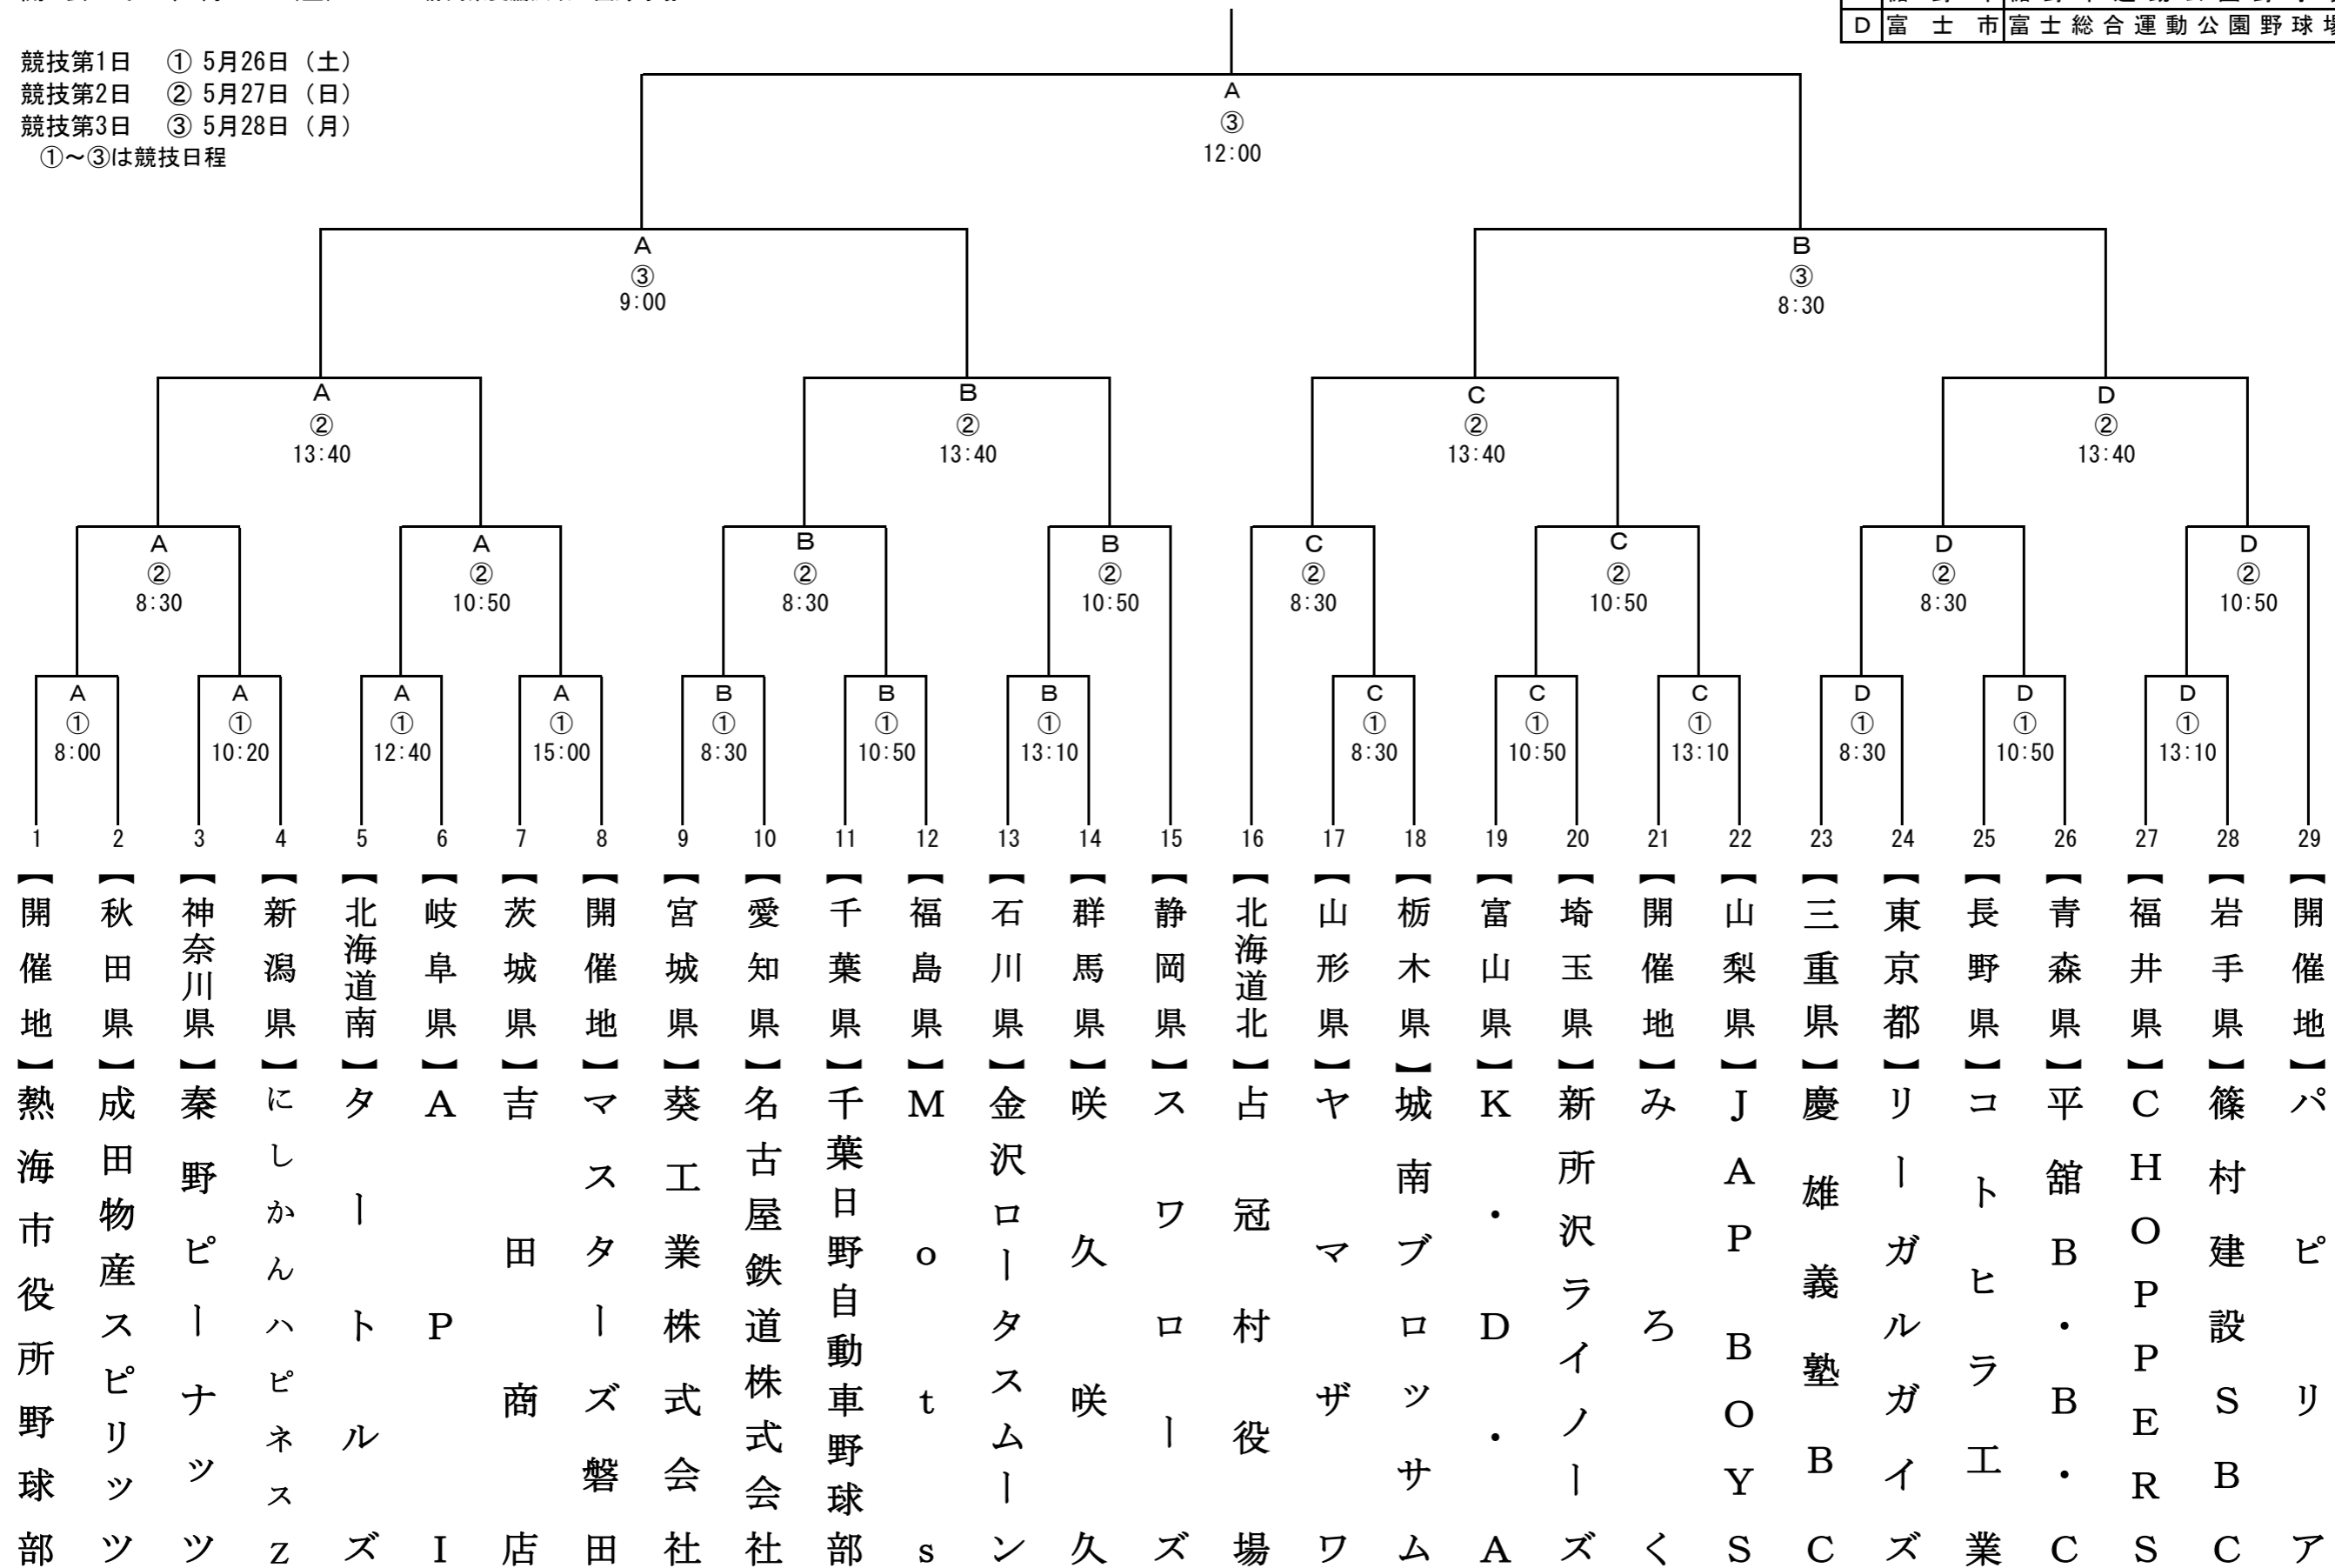 D 富士市 富士総合運動公園野球場
競技第1日 ① 5月26日（土）
競技第2日 ② 5月27日（日）
競技第3日 ③ 5月28日（月）
①～③は競技日程
A
③
12:00
A
③
9:00
B
③
8:30
A
②
13:40
B
②
13:40
C
②
13:40
D
②
13:40
A
②
8:30
A
②
10:50
B
②
8:30
B
②
10:50
C
②
8:30
C
②
10:50
D
②
8:30
D
②
10:50
A
①
8:00
A
①
10:20
A
①
12:40
A
①
15:00
B
①
8:30
B
①
10:50
B
①
13:10
C
①
8:30
C
①
10:50
C
①
13:10
D
①
8:30
D
①
10:50
D
①
13:10
1 【開催地】熱海市役所野球部
2 【秋田県】成田物産スピリッツ
3 【神奈川県】秦野ピーナッツ
4 【新潟県】にしかんハピネスZ
5 【北海道南】タートルズ
6 【岐阜県】API
7 【茨城県】吉田商店
8 【開催地】マスターズ磐田
9 【宮城県】葵工業株式会社
10 【愛知県】名古屋鉄道株式会社
11 【千葉県】千葉日野自動車野球部
12 【福島県】Mots
13 【石川県】金沢ロータスムーン
14 【群馬県】咲久咲久
15 【静岡県】スワローズ
16 【北海道北】占冠村役場
17 【山形県】ヤマザワ
18 【栃木県】城南ブロッサム
19 【富山県】K・D・A
20 【埼玉県】新所沢ライノーズ
21 【開催地】みろく
22 【山梨県】JAP BOYS
23 【三重県】慶雄義塾BC
24 【東京都】リーガルガイズ
25 【長野県】コトヒラ工業
26 【青森県】平舘B・B・C
27 【福井県】CHOPPERS
28 【岩手県】篠村建設SBC
29 【開催地】パピリア